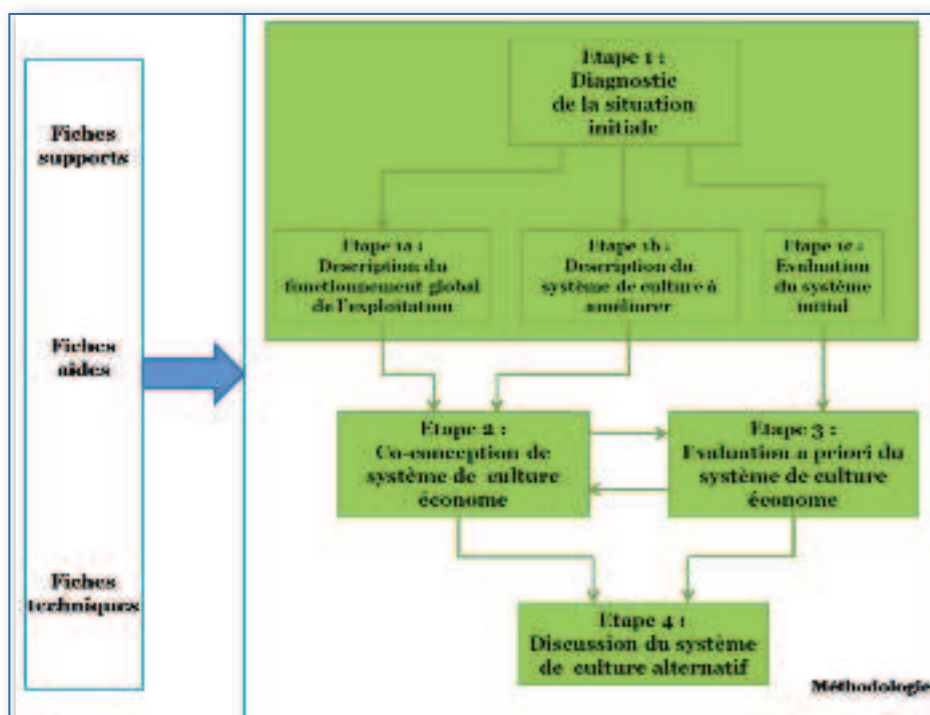 Fiches
supports
Fiches
aides
Fiches
techniques
Etape 1 :
Diagnostic
de la situation
initiale
Etape 1a :
Description du
fonctionnement global
de l'exploitation
Etape 1b :
Description du
système de culture à
améliorer
Etape 1c :
Evaluation
du système
initial
Etape 2 :
Co-conception de
système de culture
économe
Etape 3 :
Evaluation a priori du
système de culture
économe
Etape 4 :
Discussion du système
de culture alternatif
Méthodologie